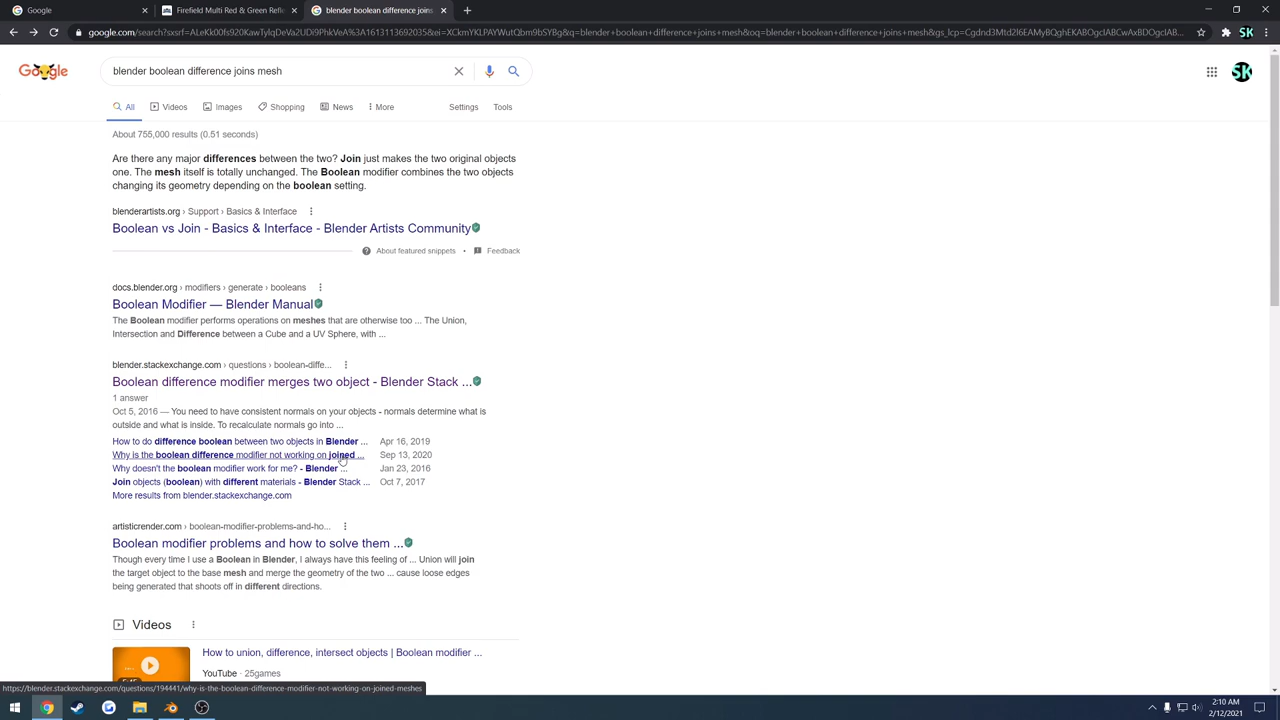 Google
Firefield Multi Red & Green Refle
blender boolean difference joins
google.com/search?sxsrf=ALeKk00fs920KawTylqDeVa2UDi9PhkVeA%3A1613113692035&ei=XCkmYKLPAYWutQbm9bSYBg&q=blender+boolean+difference+joins+mesh&oq=blender+boolean+difference+joins+mesh&gs_lcp=
SK
Google
blender boolean difference joins mesh
SK
All
Videos
Images
Shopping
News
More
Settings
Tools
About 755,000 results (0.51 seconds)
Are there any major differences between the two? Join just makes the two original objects
one. The mesh itself is totally unchanged. The Boolean modifier combines the two objects
changing its geometry depending on the boolean setting.
blenderartists.org › Support › Basics & Interface
Boolean vs Join - Basics & Interface - Blender Artists Community
About featured snippets • Feedback
docs.blender.org › modifiers › generate › booleans
Boolean Modifier — Blender Manual
The Boolean modifier performs operations on meshes that are otherwise too ... The Union,
Intersection and Difference between a Cube and a UV Sphere, with ...
blender.stackexchange.com › questions › boolean-diffe...
Boolean difference modifier merges two object - Blender Stack ...
1 answer
Oct 5, 2016 — You need to have consistent normals on your objects - normals determine what is
outside and what is inside. To recalculate normals go into ...
How to do difference boolean between two objects in Blender ... Apr 16, 2019
Why is the boolean difference modifier not working on joined ... Sep 13, 2020
Why doesn't the boolean modifier work for me? - Blender ... Jan 23, 2016
Join objects (boolean) with different materials - Blender Stack ... Oct 7, 2017
More results from blender.stackexchange.com
artisticrender.com › boolean-modifier-problems-and-ho...
Boolean modifier problems and how to solve them ...
Though every time I use a Boolean in Blender, I always have this feeling of ... Union will join
the target object to the base mesh and merge the geometry of the two ... cause loose edges
being generated that shoots off in different directions.
Videos
How to union, difference, intersect objects | Boolean modifier ...
YouTube · 25games
https://blender.stackexchange.com/questions/194441/why-is-the-boolean-difference-modifier-not-working-on-joined-meshes
2:10 AM
2/12/2021